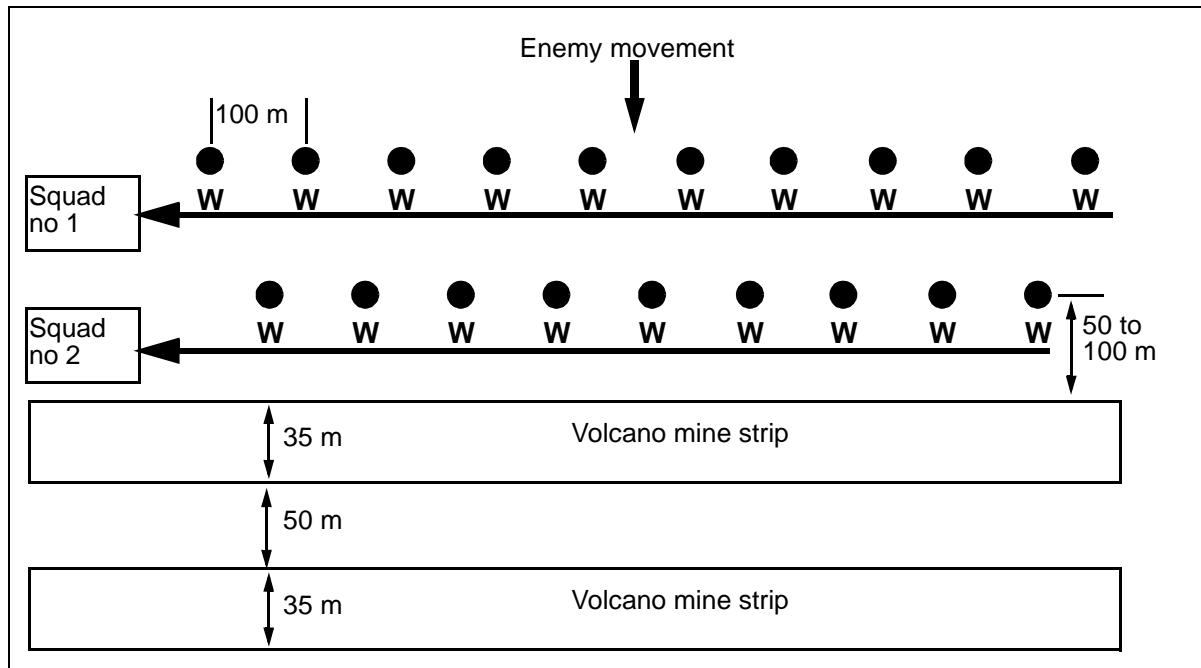 Enemy movement
100 m
W W W W W W W W W W
Squad
no 1
W W W W W W W W W
Squad
no 2
50 to
100 m
35 m
Volcano mine strip
50 m
35 m
Volcano mine strip